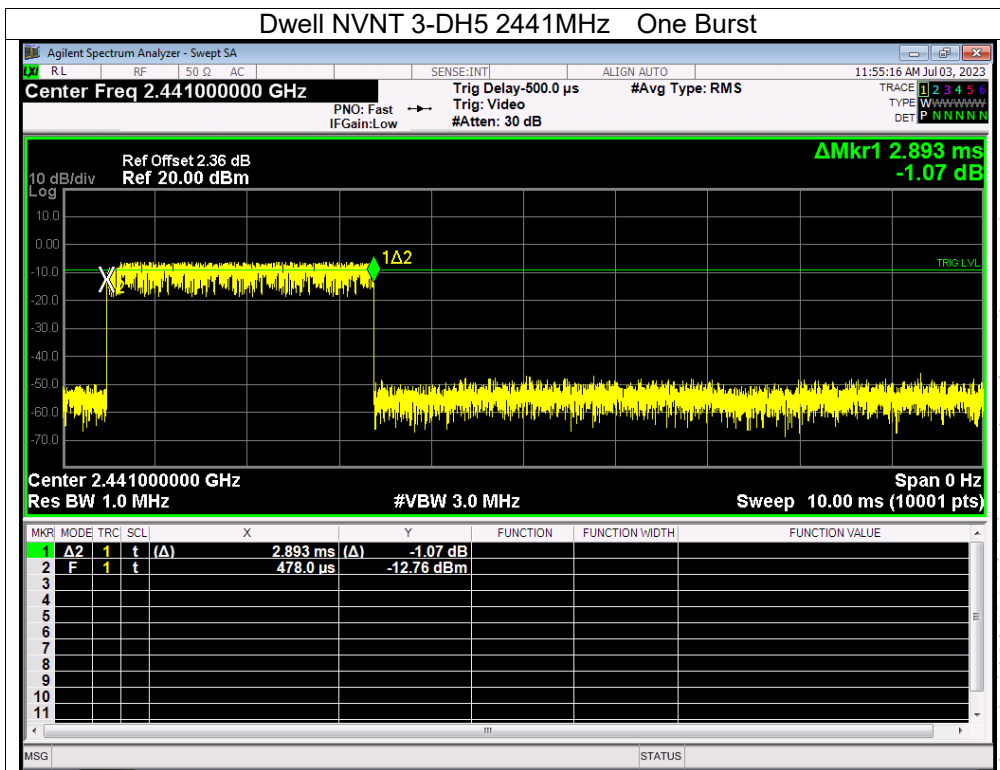 Dwell NVNT 3-DH5 2441MHz One Burst
Agilent Spectrum Analyzer - Swept SA
LXI RL RF 50 Ω AC SENSE:INT ALIGN AUTO 11:55:16 AM Jul 03, 2023
Center Freq 2.441000000 GHz Trig Delay-500.0 µs #Avg Type: RMS TRACE 1 2 3 4 5 6
PNO: Fast Trig: Video TYPE WWWWWWW
IFGain:Low #Atten: 30 dB DET P N N N N N
ΔMkr1 2.893 ms
-1.07 dB
Ref Offset 2.36 dB
10 dB/div Ref 20.00 dBm
Log
10.0
0.00
1Δ2
TRIG LVL
-10.0
2
-20.0
-30.0
-40.0
-50.0
-60.0
-70.0
Center 2.441000000 GHz Span 0 Hz
Res BW 1.0 MHz #VBW 3.0 MHz Sweep 10.00 ms (10001 pts)
MKR MODE TRC SCL X Y FUNCTION FUNCTION WIDTH FUNCTION VALUE
1 Δ2 1 t (Δ) 2.893 ms (Δ) -1.07 dB
2 F 1 t 478.0 µs -12.76 dBm
3
4
5
6
7
8
9
10
11
MSG STATUS